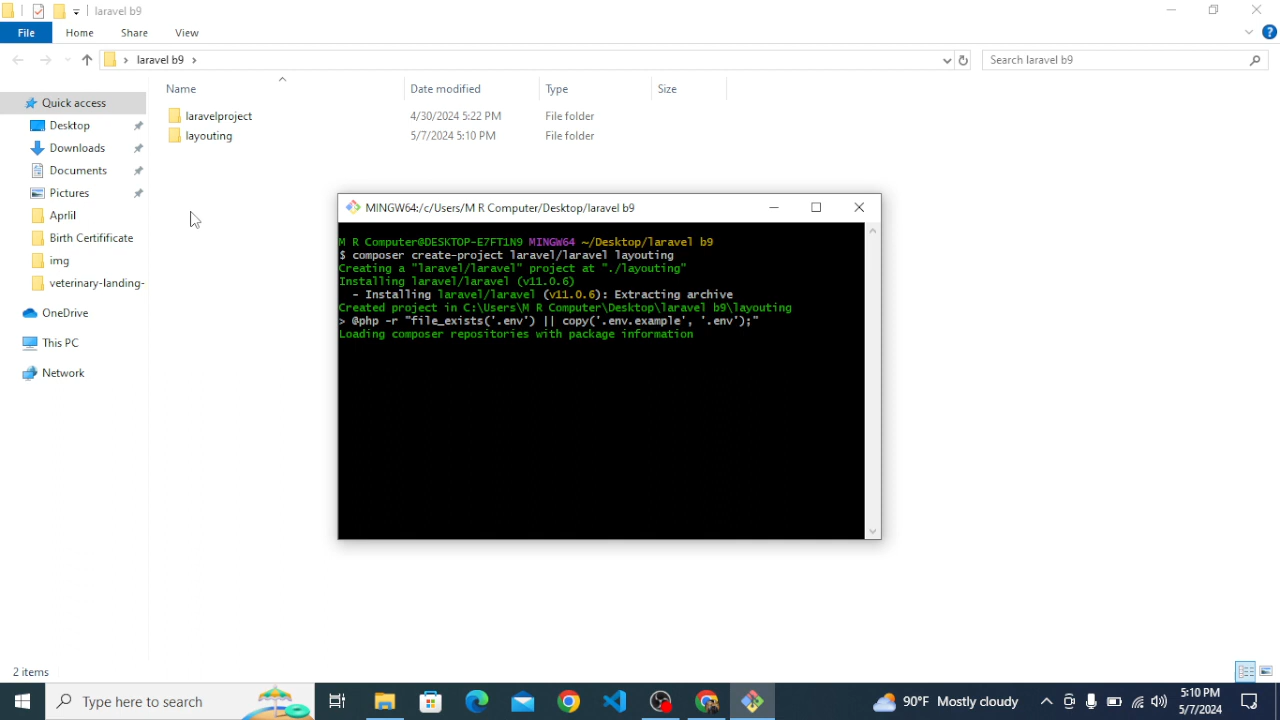 laravel b9
File Home Share View
laravel b9
Search laravel b9
Name Date modified Type Size
Quick access
Desktop
Downloads
Documents
Pictures
Aprlil
Birth Certifificate
img
veterinary-landing-
OneDrive
This PC
Network
laravelproject 4/30/2024 5:22 PM File folder
layouting 5/7/2024 5:10 PM File folder
MINGW64:/c/Users/M R Computer/Desktop/laravel b9
M R Computer@DESKTOP-E7FT1N9 MINGW64 ~/Desktop/laravel b9
$ composer create-project laravel/laravel layouting
Creating a "laravel/laravel" project at "./layouting"
Installing laravel/laravel (v11.0.6)
- Installing laravel/laravel (v11.0.6): Extracting archive
Created project in C:\Users\M R Computer\Desktop\laravel b9\layouting
> @php -r "file_exists('.env') || copy('.env.example', '.env');"
Loading composer repositories with package information
2 items
Type here to search
90°F Mostly cloudy
5:10 PM
5/7/2024